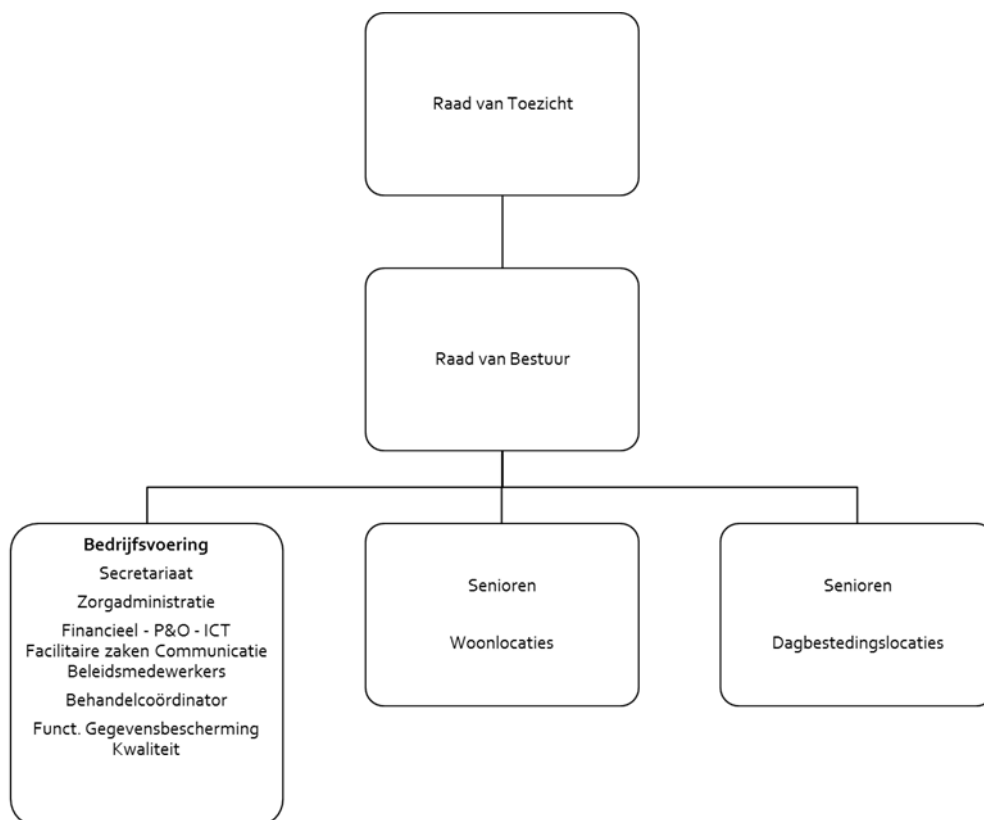 Raad van Toezicht
Raad van Bestuur
Bedrijfsvoering
Secretariaat
Zorgadministratie
Financieel - P&O - ICT
Facilitaire zaken Communicatie
Beleidsmedewerkers
Behandelcoördinator
Funct. Gegevensbescherming
Kwaliteit
Senioren
Woonlocaties
Senioren
Dagbestedingslocaties